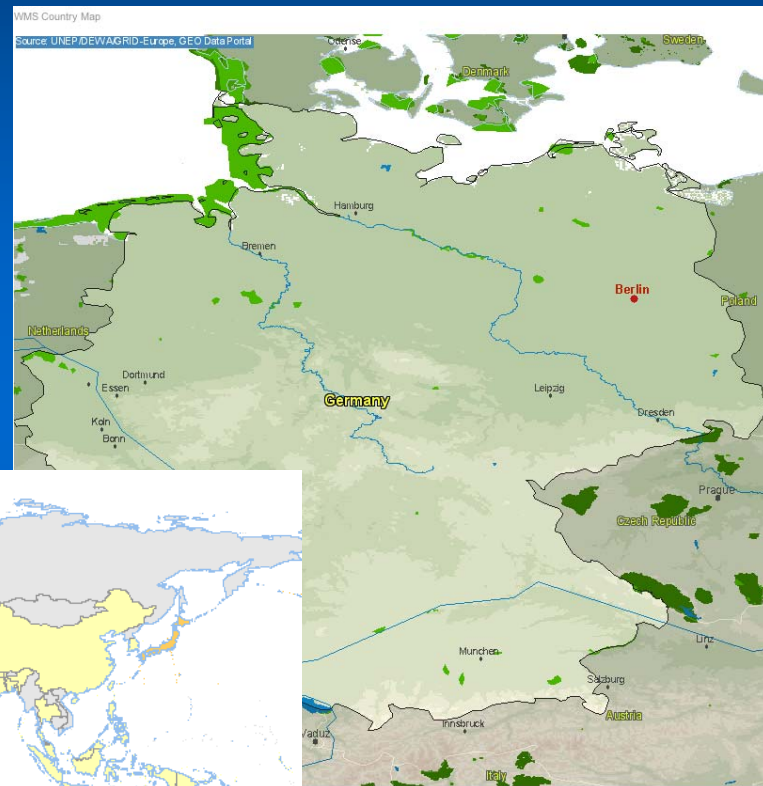 WMS Country Map
Source: UNEP/DEWA/GRID-Europe, GEO Data Portal
Odense
Sweden
Denmark
Hamburg
Bremen
Berlin
Poland
Netherlands
Dortmund
Essen
Leipzig
Germany
Dresden
Koln
Bonn
Prague
Czech Republic
Linz
Munchen
Salzburg
Austria
Innsbruck
Vaduz
Italy